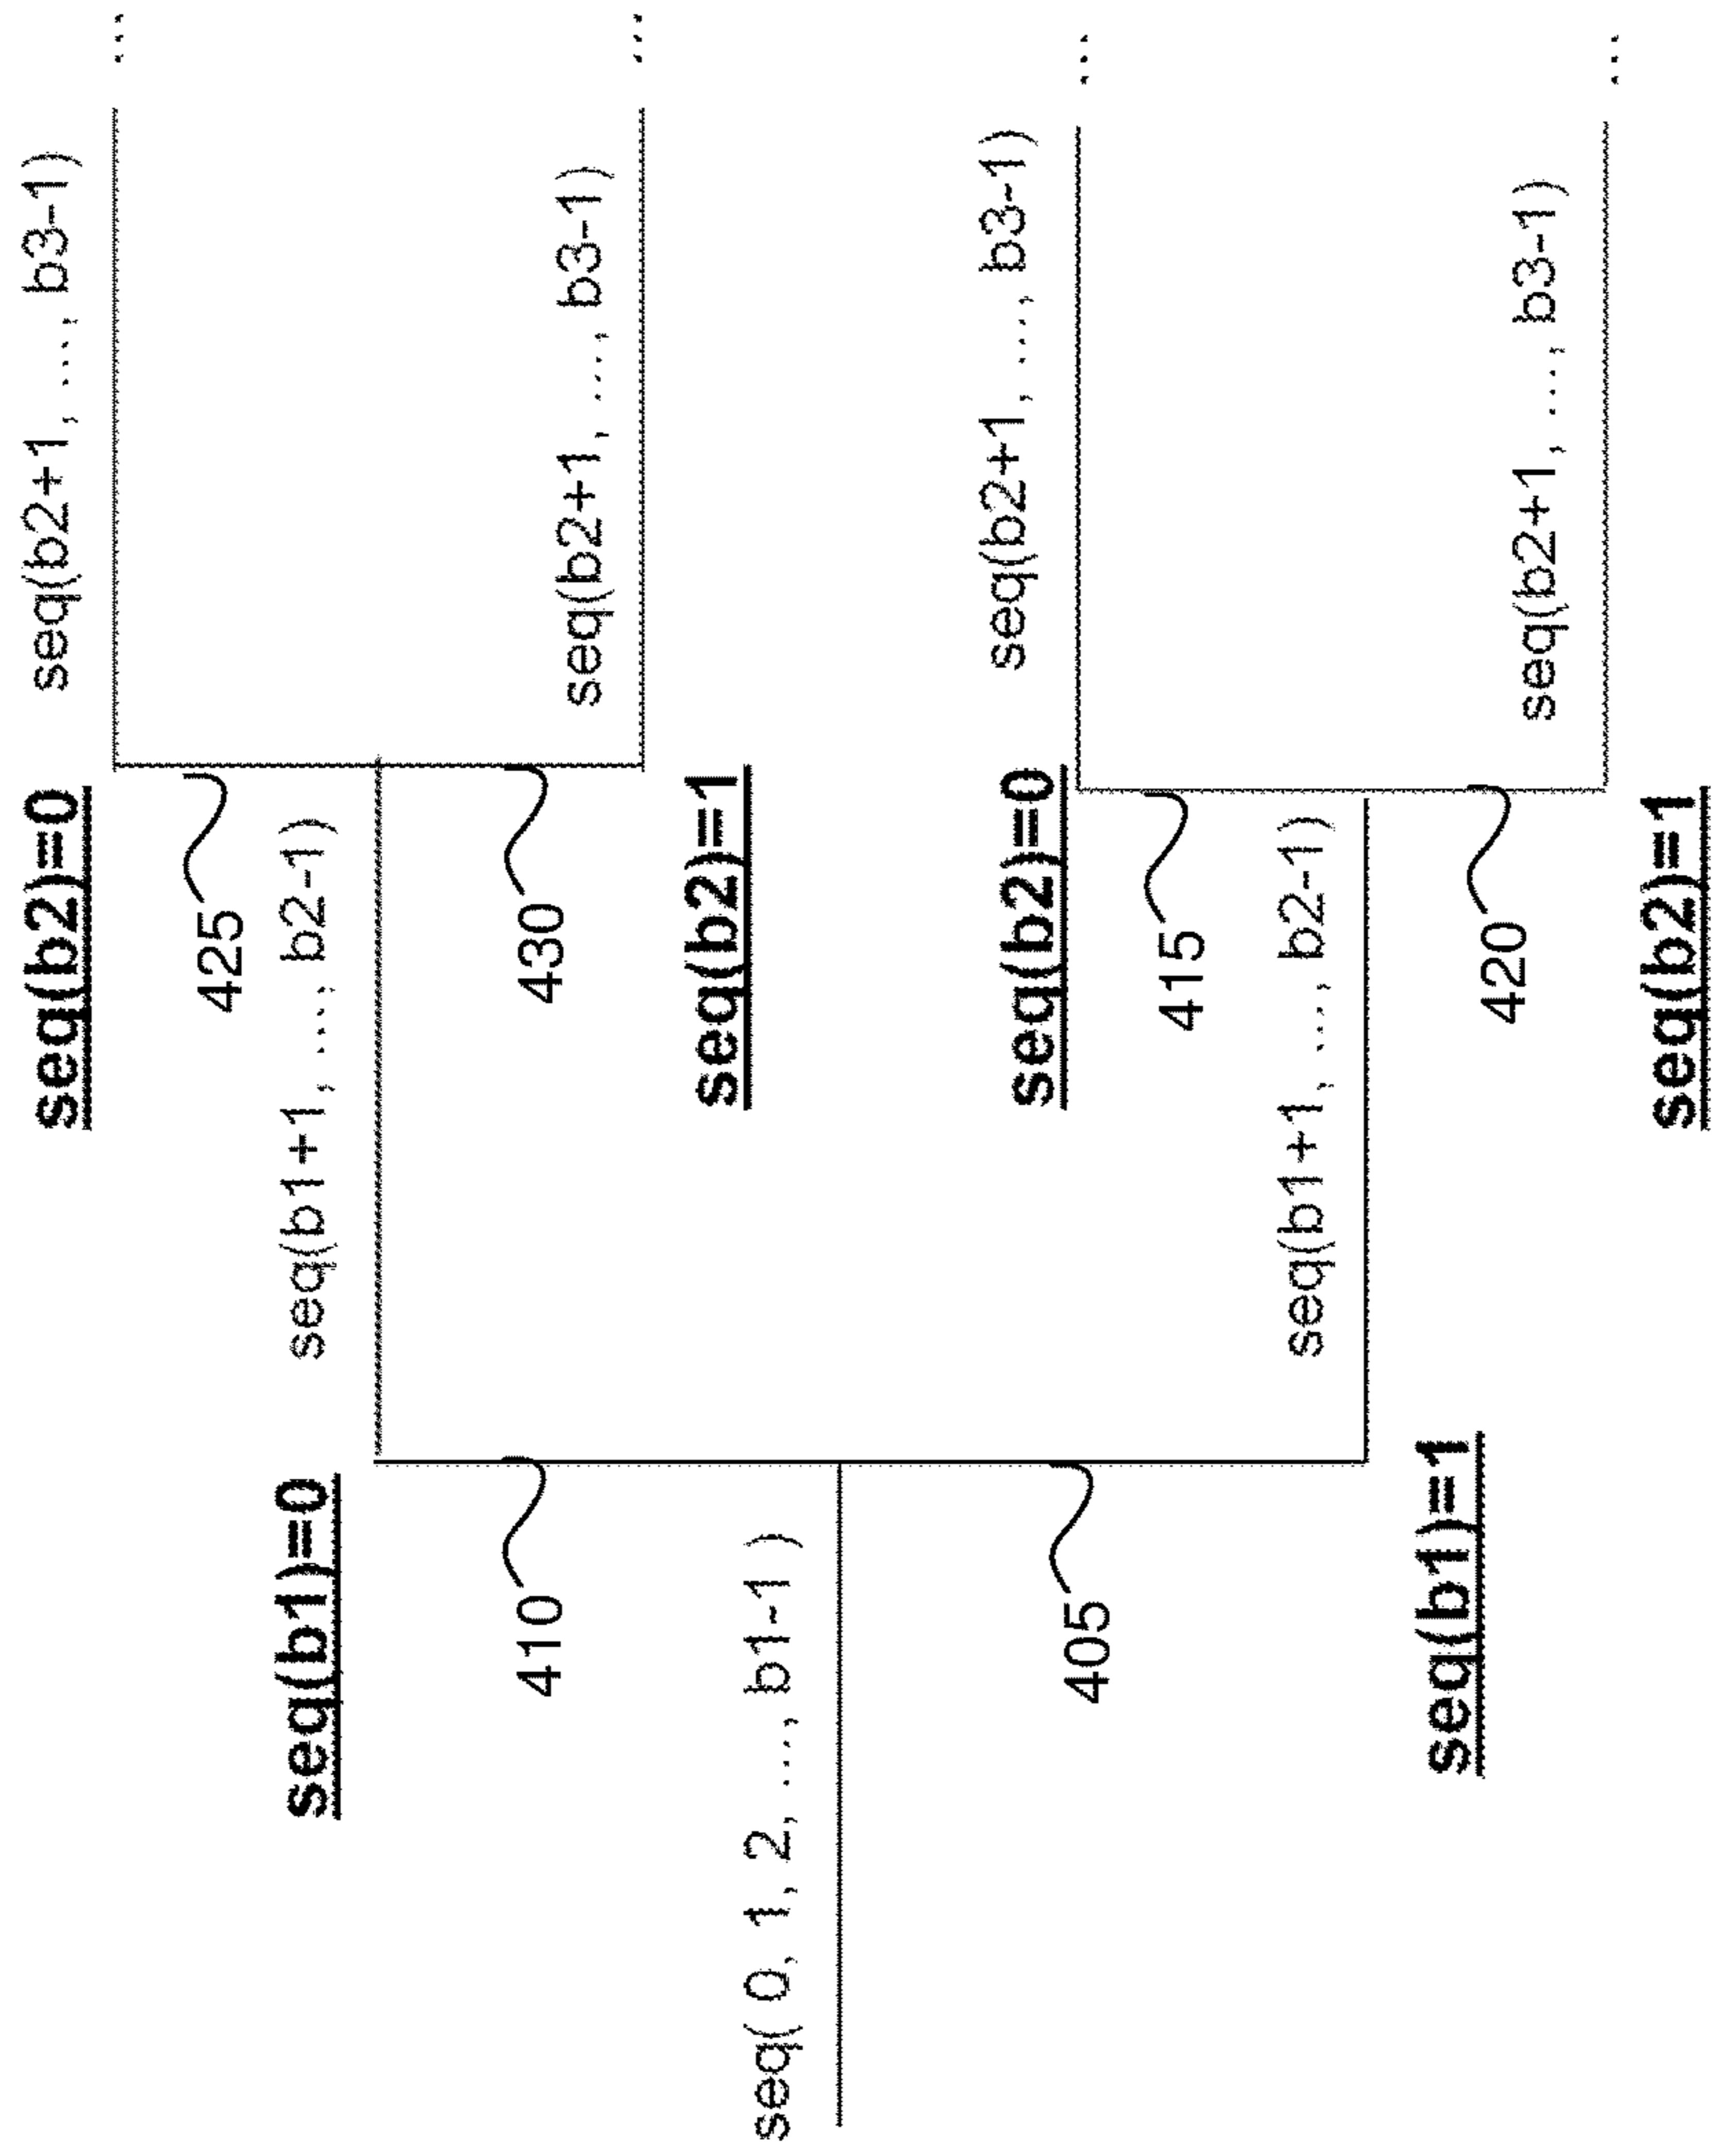 seq( 0, 1, 2, ..., b1-1 )
seq(b1)=0
410
405
seq(b1)=1
seq(b1+1, ..., b2-1)
seq(b1+1, ..., b2-1)
seq(b2)=0
425
430
seq(b2)=1
seq(b2)=0
415
420
seq(b2)=1
seq(b2+1, ..., b3-1)
seq(b2+1, ..., b3-1)
seq(b2+1, ..., b3-1)
seq(b2+1, ..., b3-1)
...
...
...
...